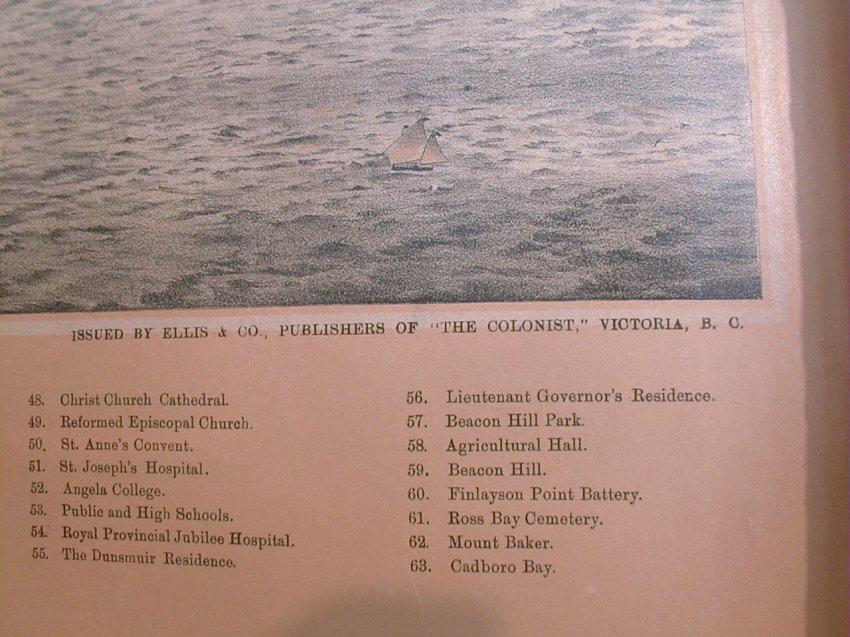 ISSUED BY ELLIS & CO., PUBLISHERS OF "THE COLONIST," VICTORIA, B. C.
48. Christ Church Cathedral.
49. Reformed Episcopal Church.
50. St. Anne's Convent.
51. St. Joseph's Hospital.
52. Angela College.
53. Public and High Schools.
54. Royal Provincial Jubilee Hospital.
55. The Dunsmuir Residence.
56. Lieutenant Governor's Residence.
57. Beacon Hill Park.
58. Agricultural Hall.
59. Beacon Hill.
60. Finlayson Point Battery.
61. Ross Bay Cemetery.
62. Mount Baker.
63. Cadboro Bay.